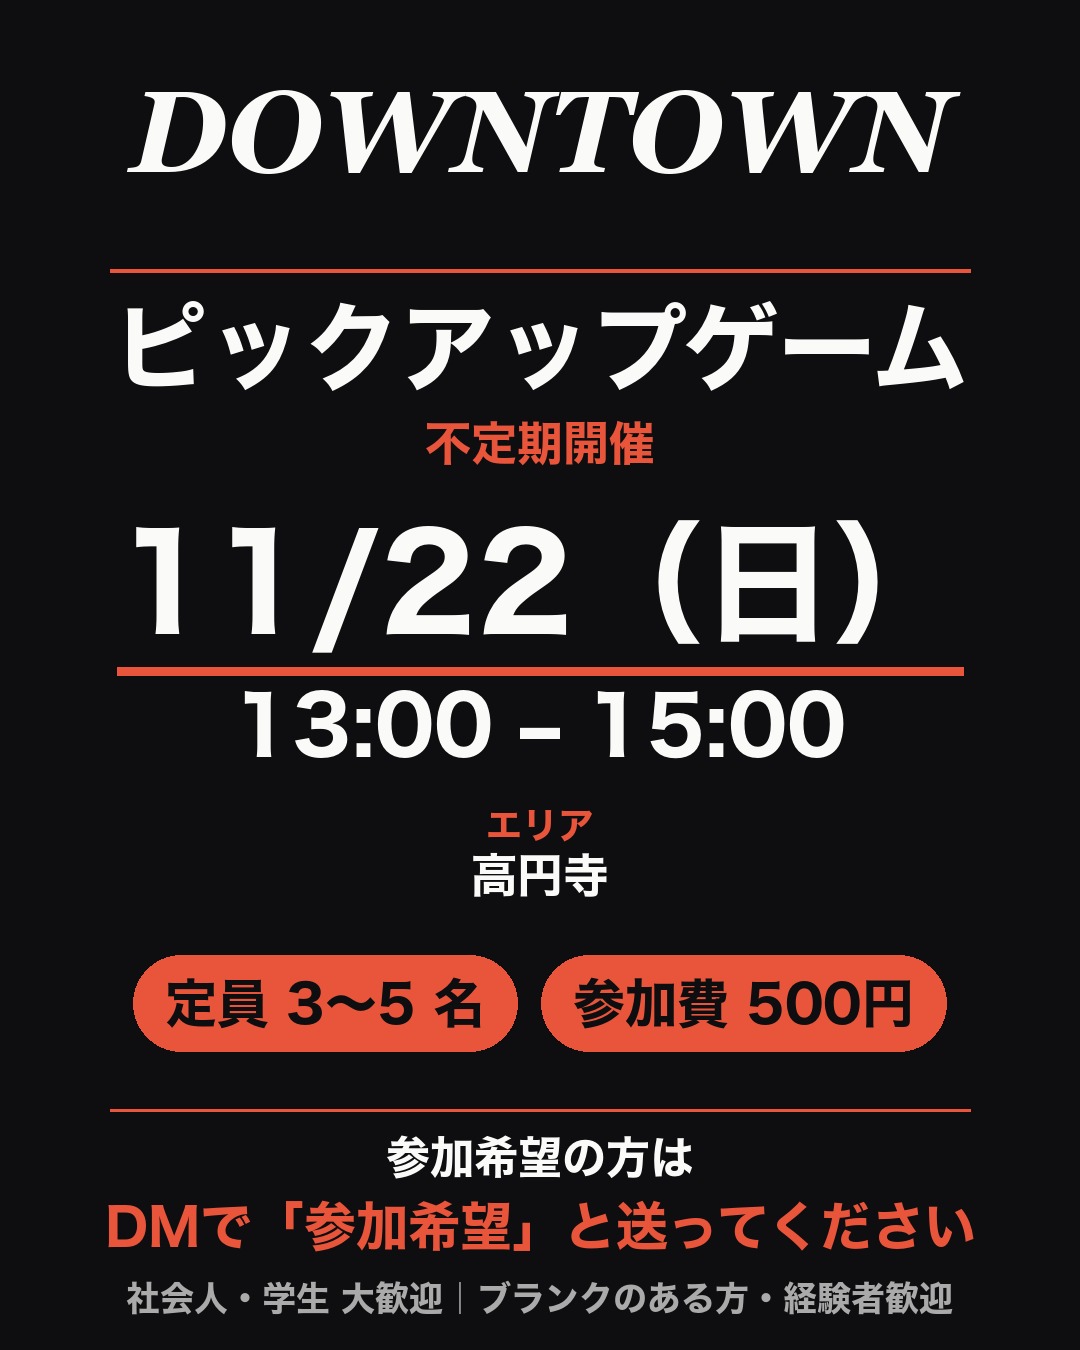 DOWNTOWN
ピックアップゲーム
不定期開催
11/22（日）
13:00 – 15:00
エリア
高円寺
定員 3〜5 名
参加費 500円
参加希望の方は
DMで「参加希望」と送ってください
社会人・学生 大歓迎｜ブランクのある方・経験者歓迎